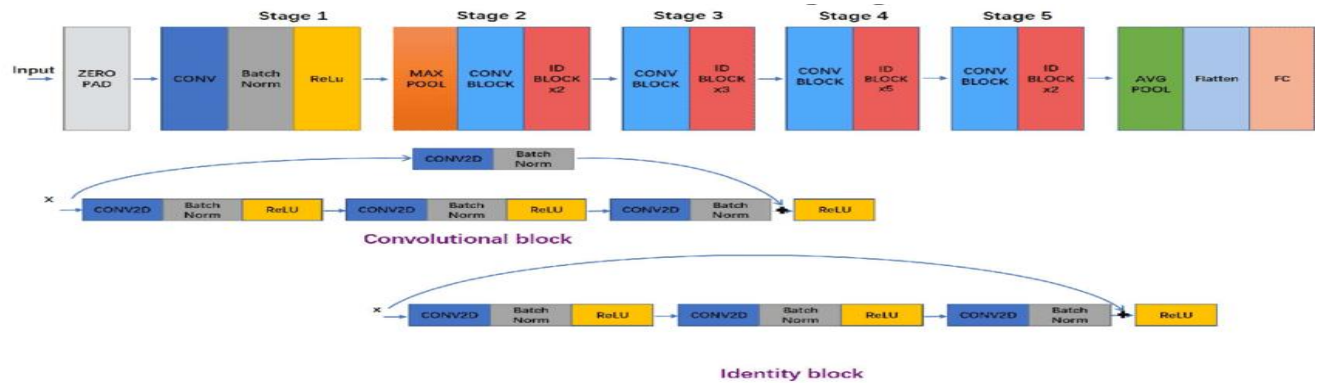 Stage 1 Stage 2 Stage 3 Stage 4 Stage 5
Input
ZERO PAD
CONV
Batch Norm
ReLu
MAX POOL
CONV BLOCK
ID BLOCK x2
CONV BLOCK
ID BLOCK x3
CONV BLOCK
ID BLOCK x5
CONV BLOCK
ID BLOCK x2
AVG POOL
Flatten
FC
CONV2D
Batch Norm
x
CONV2D
Batch Norm
ReLU
CONV2D
Batch Norm
ReLU
CONV2D
Batch Norm
+
ReLU
Convolutional block
x
CONV2D
Batch Norm
ReLU
CONV2D
Batch Norm
ReLU
CONV2D
Batch Norm
+
ReLU
Identity block